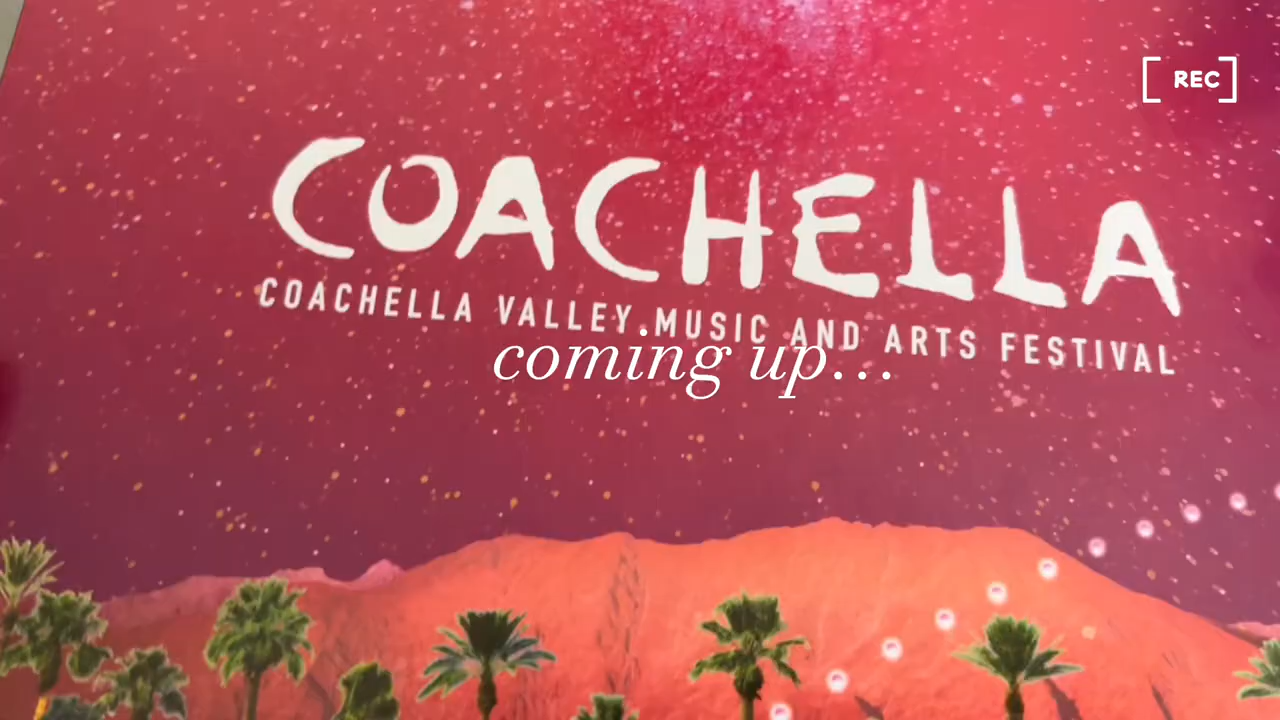 [ REC ]
COACHELLA
COACHELLA VALLEY MUSIC AND ARTS FESTIVAL
coming up...